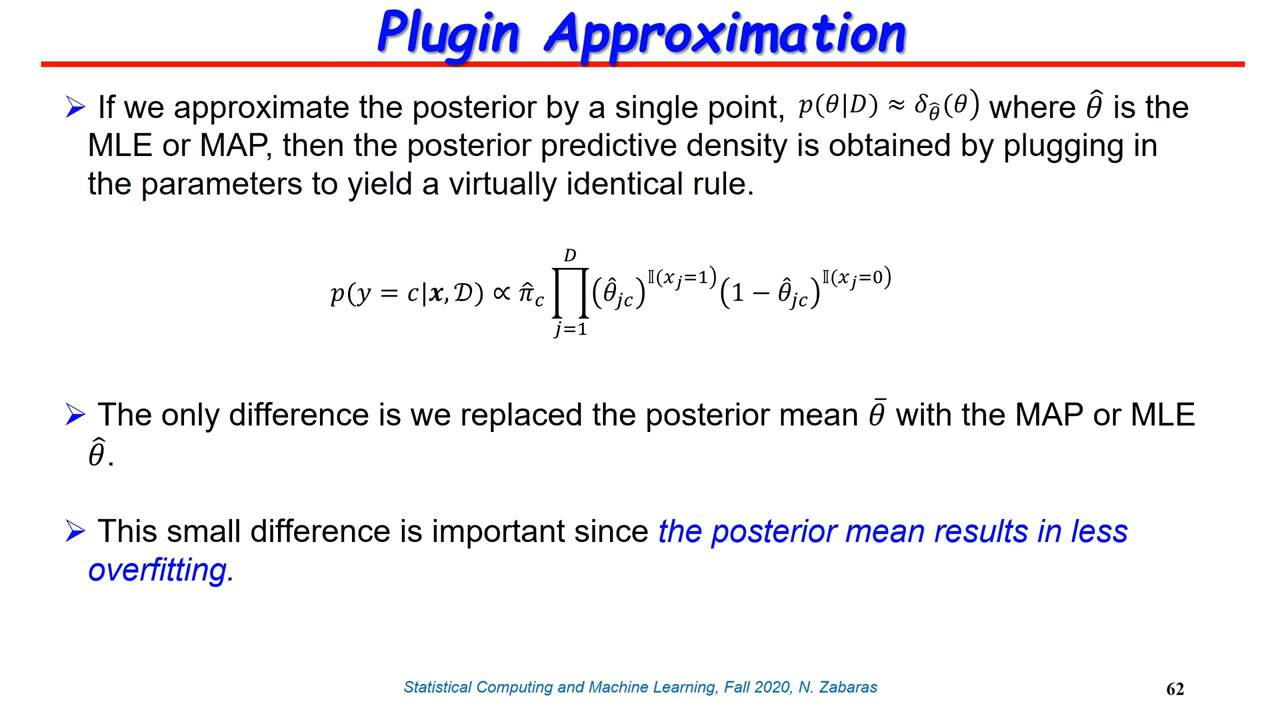 Plugin Approximation
➢ If we approximate the posterior by a single point, 𝑝(𝜃|𝐷) ≈ 𝛿_𝜃̂(𝜃) where 𝜃̂ is the
MLE or MAP, then the posterior predictive density is obtained by plugging in
the parameters to yield a virtually identical rule.
𝑝(𝑦 = 𝑐|𝒙, 𝒟) ∝ 𝜋̂_𝑐 ∏_{𝑗=1}^{𝐷} (𝜃̂_{𝑗𝑐})^{𝕀(𝑥_𝑗=1)} (1 − 𝜃̂_{𝑗𝑐})^{𝕀(𝑥_𝑗=0)}
➢ The only difference is we replaced the posterior mean 𝜃̄ with the MAP or MLE
𝜃̂.
➢ This small difference is important since the posterior mean results in less
overfitting.
Statistical Computing and Machine Learning, Fall 2020, N. Zabaras
62